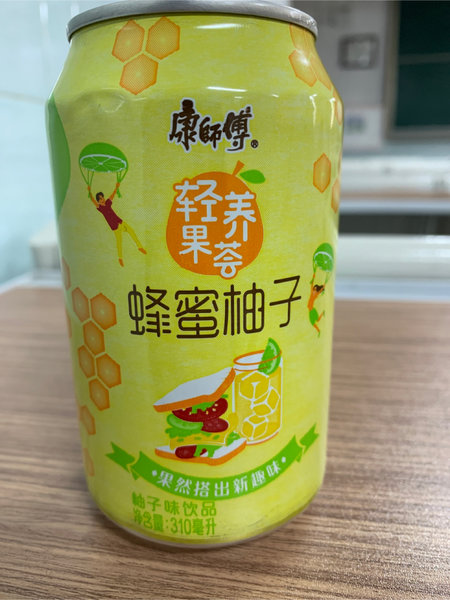 康師傅®
轻养
果荟
蜂蜜柚子
•果然搭出新趣味•
柚子味饮品
净含量:310毫升